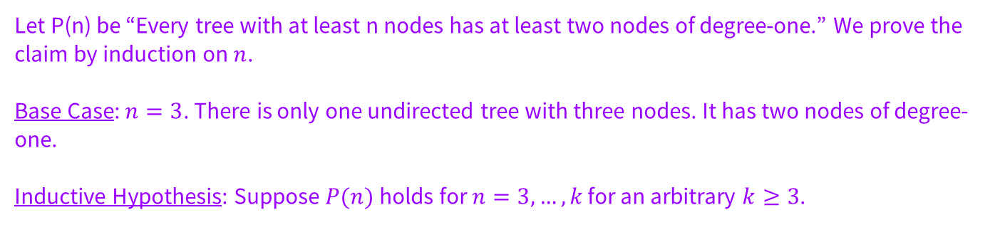 Let P(n) be “Every tree with at least n nodes has at least two nodes of degree-one.” We prove the
claim by induction on 𝑛.
Base Case: 𝑛 = 3. There is only one undirected tree with three nodes. It has two nodes of degree-
one.
Inductive Hypothesis: Suppose 𝑃(𝑛) holds for 𝑛 = 3, … , 𝑘 for an arbitrary 𝑘 ≥ 3.